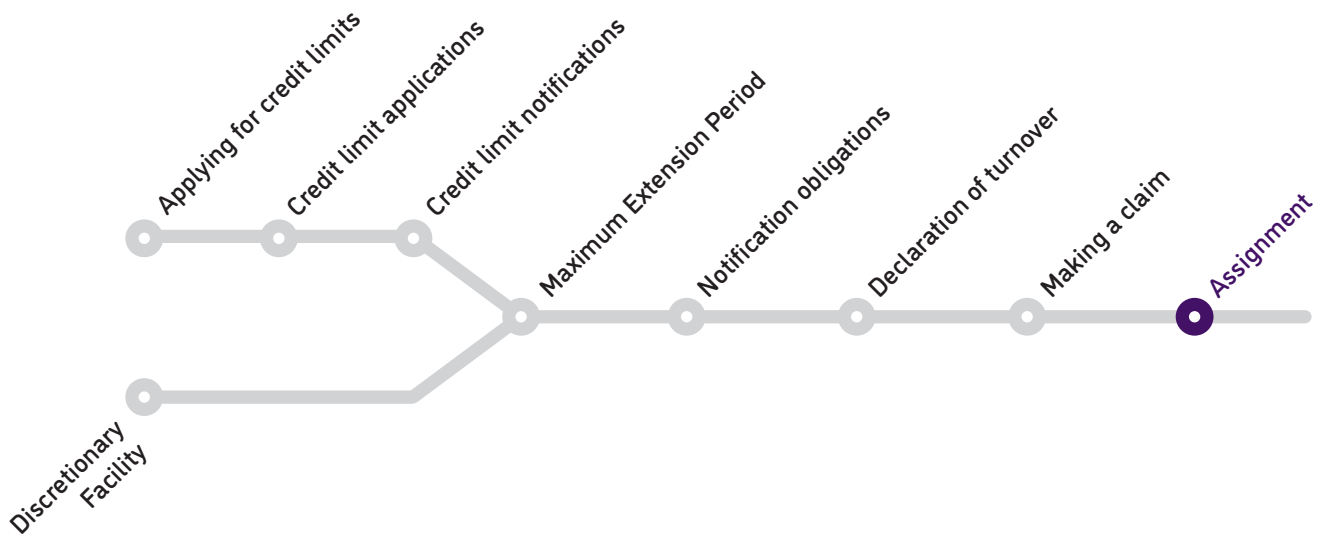 Applying for credit limits
Credit limit applications
Credit limit notifications
Maximum Extension Period
Notification obligations
Declaration of turnover
Making a claim
Assignment
Discretionary
Facility